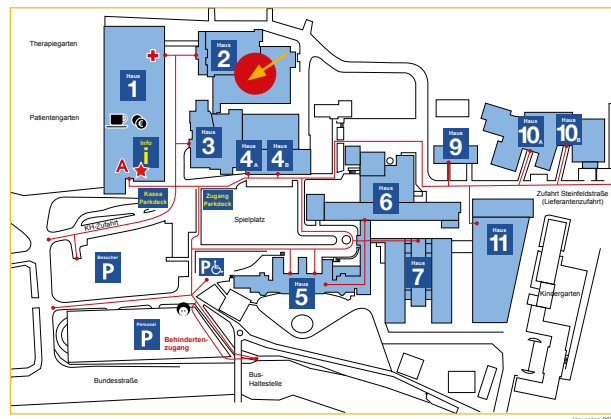 Therapiegarten
Patientengarten
Haus
1
Haus
2
Haus
3
Haus
4A
Haus
4B
Info
i
A
Kassa
Parkdeck
Zugang
Parkdeck
Spielplatz
KH-Zufahrt
Besucher
P
P
Personal
P
Behinderten-
zugang
Bundesstraße
Bus-
Haltestelle
Haus
5
Haus
6
Haus
7
Haus
9
Haus
10A
Haus
10B
Haus
11
Zufahrt Steinfeldstraße
(Lieferantenzufahrt)
Kindergarten